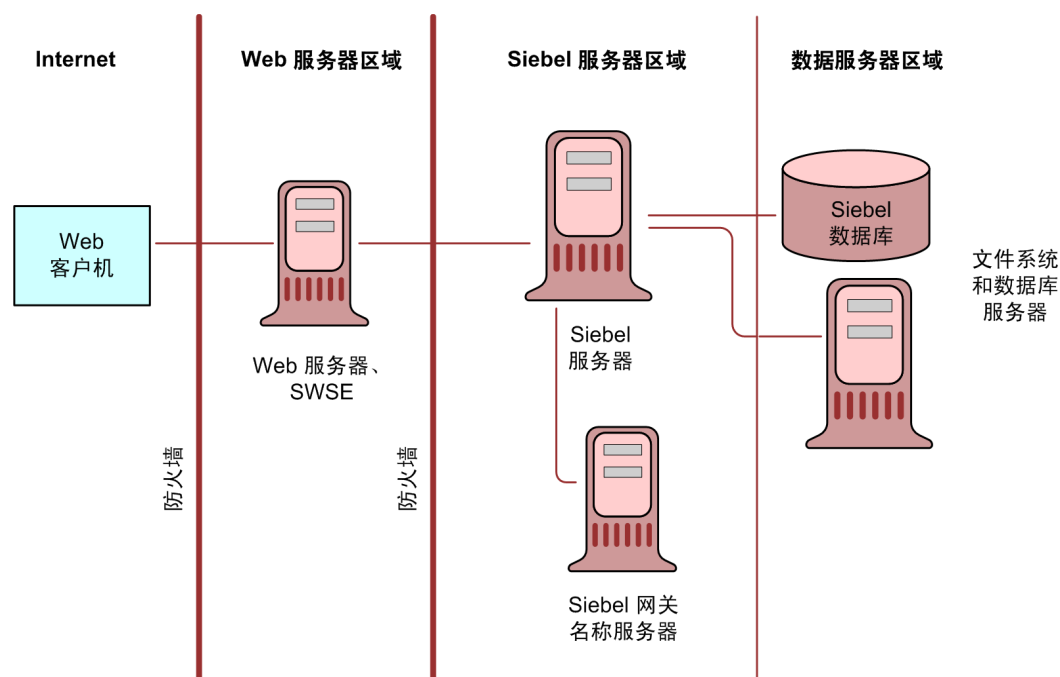 Internet
Web 服务器区域
Siebel 服务器区域
数据服务器区域
Web
客户机
Web 服务器、
SWSE
Siebel
服务器
Siebel
数据库
文件系统
和数据库
服务器
防火墙
防火墙
Siebel 网关
名称服务器